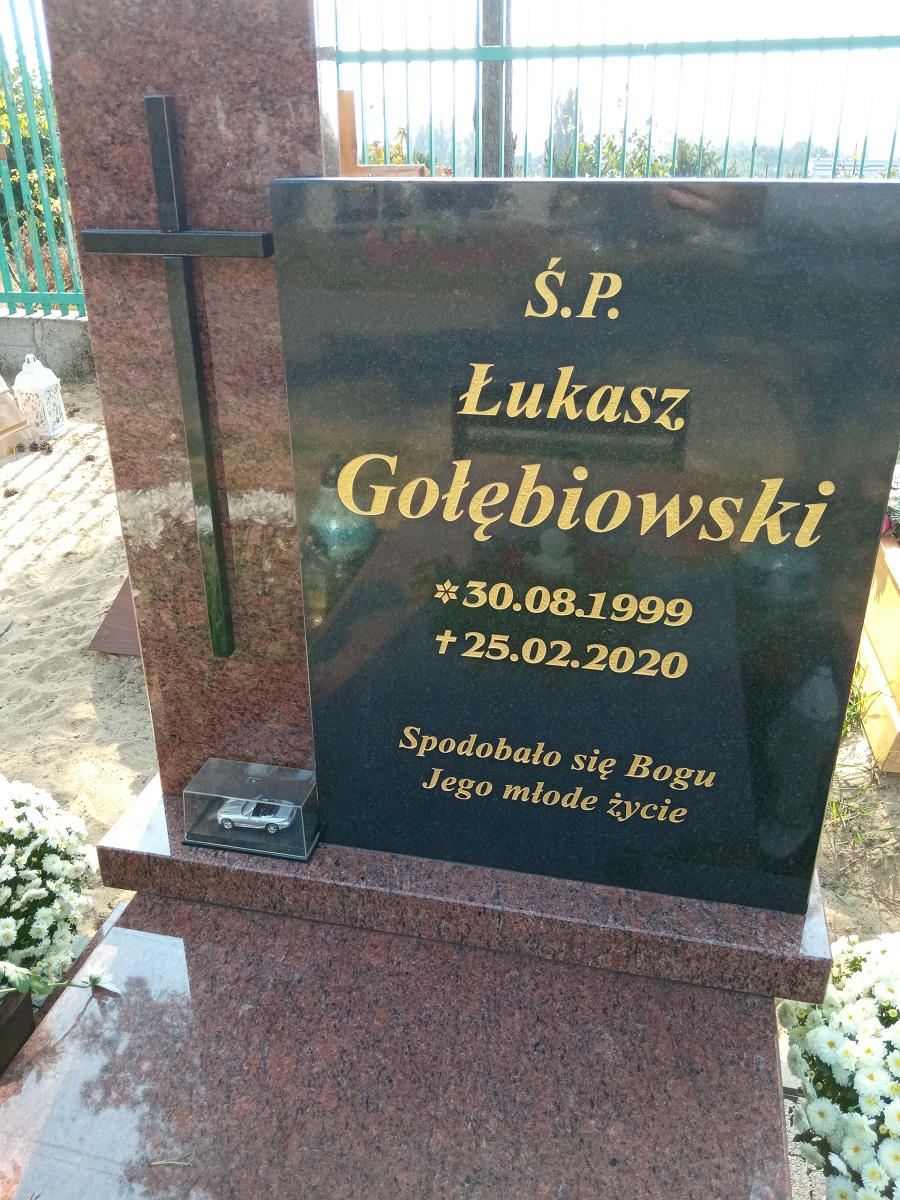 Ś.P.
Łukasz
Gołębiowski
✲30.08.1999
✝25.02.2020
Spodobało się Bogu
Jego młode życie